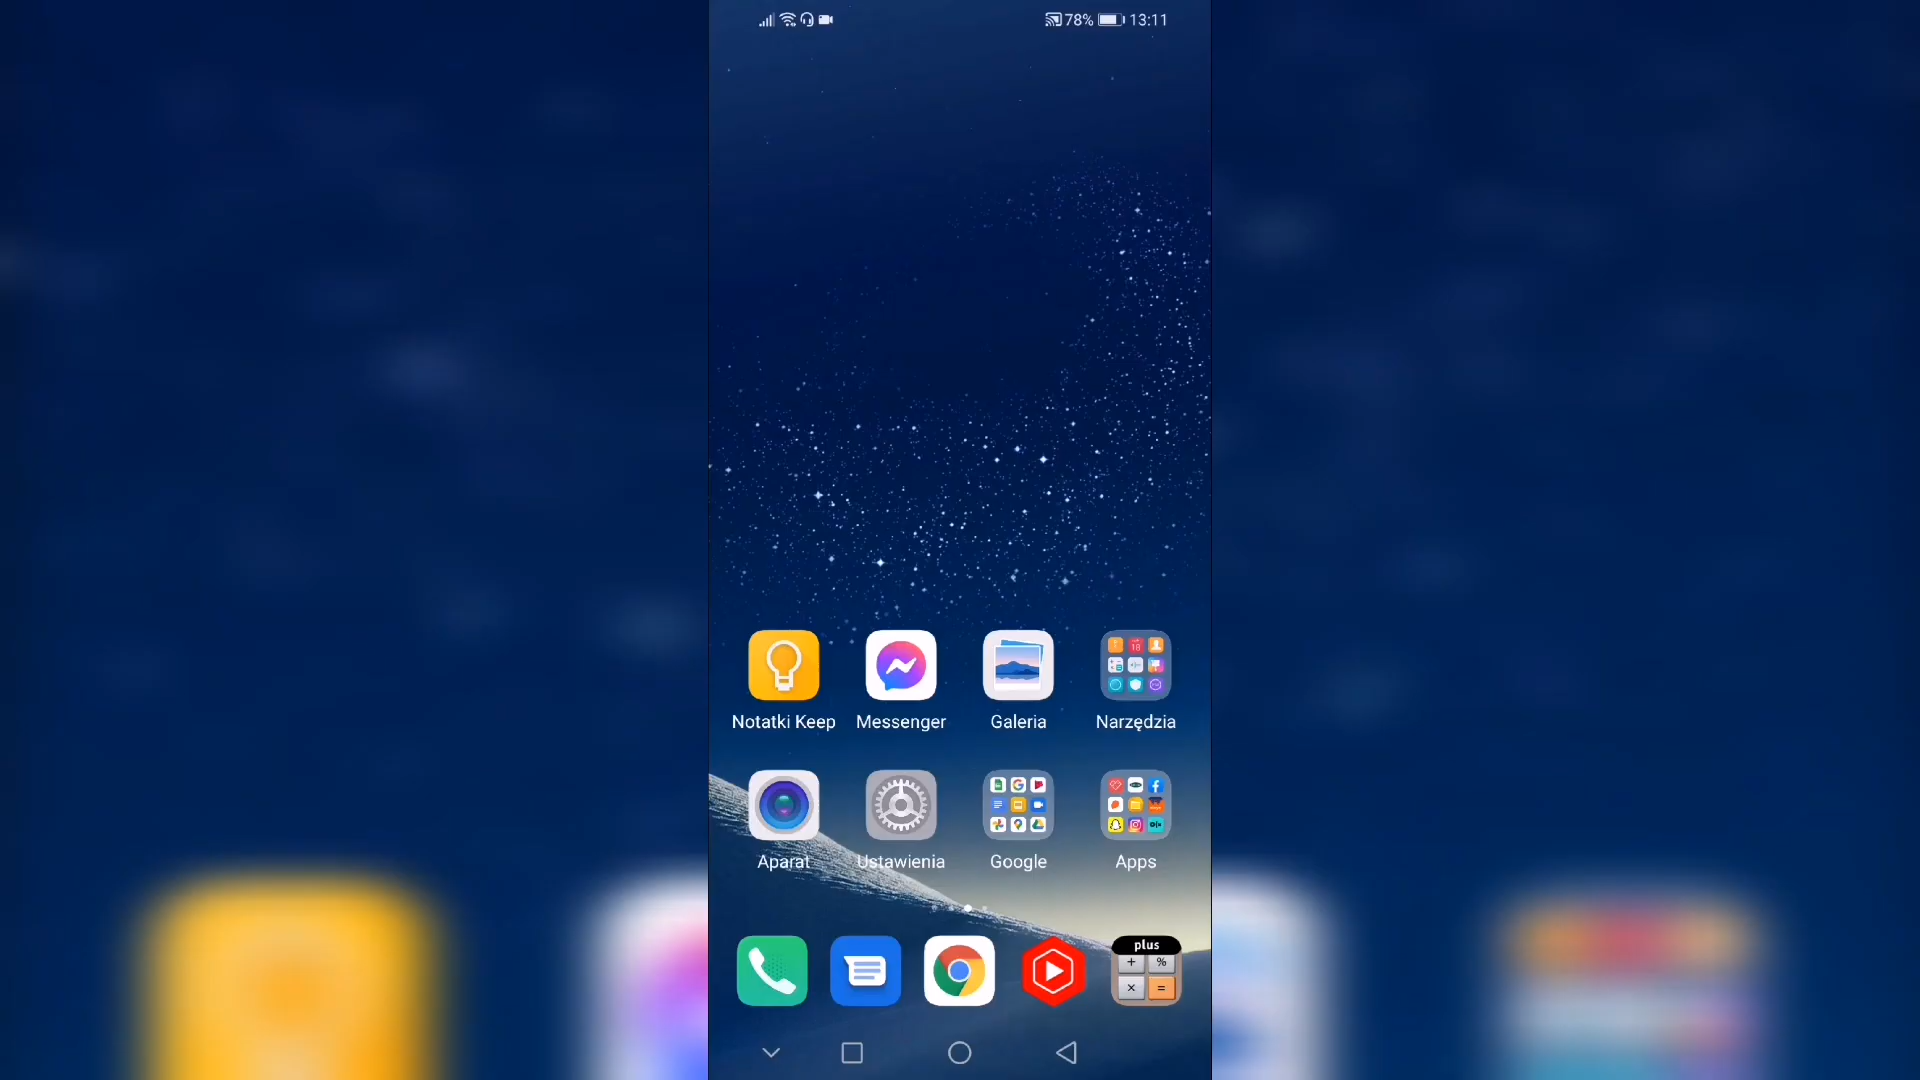 78% 13:11
Notatki Keep Messenger Galeria Narzędzia
Aparat Ustawienia Google Apps
plus